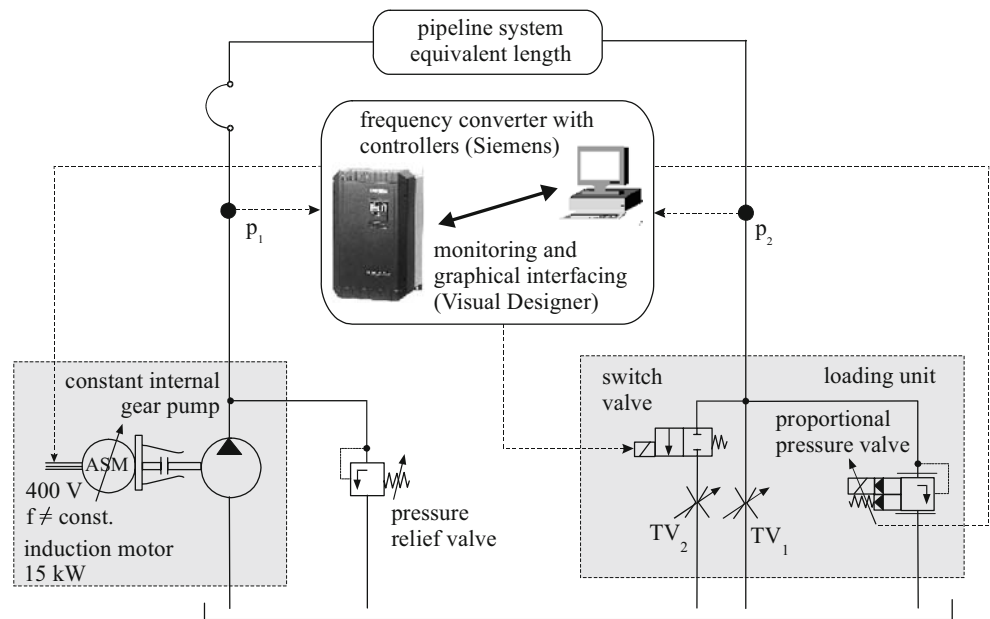 pipeline system
equivalent length
frequency converter with
controllers (Siemens)
p1
p2
monitoring and
graphical interfacing
(Visual Designer)
constant internal
gear pump
switch
valve
loading unit
proportional
pressure valve
ASM
400 V
f ≠ const.
induction motor
15 kW
pressure
relief valve
TV2
TV1